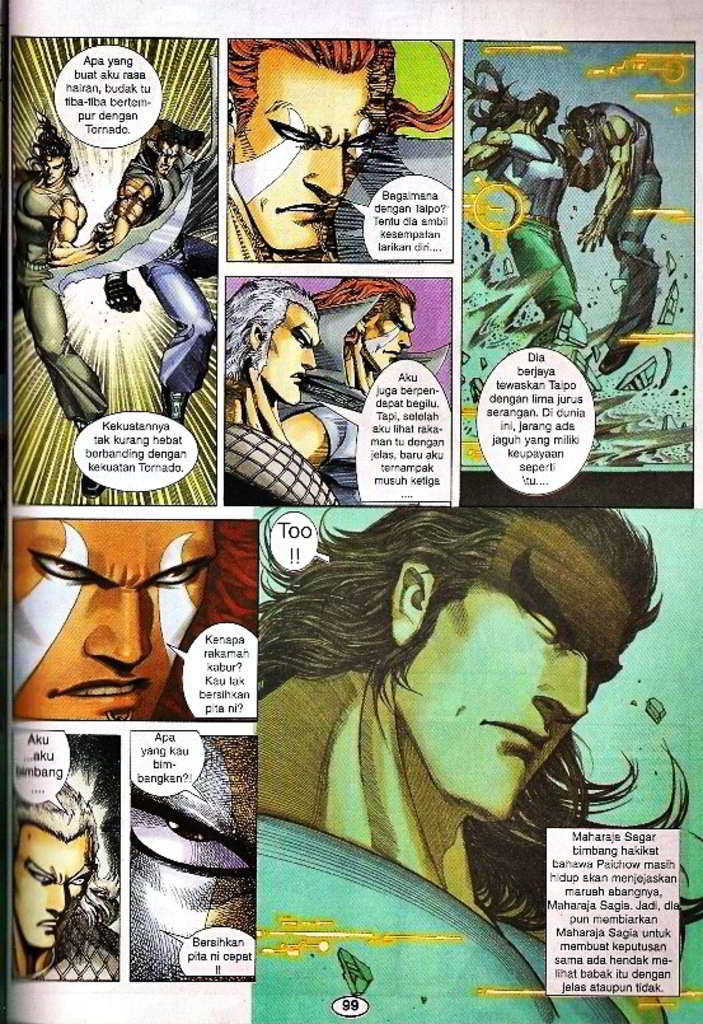 Apa yang
buat aku rasa
hairan, budak tu
tiba-tiba bertem-
pur dengan
Tornado.
Kekuatannya
tak kurang hebat
berbanding dengan
kekuatan Tornado.
Bagaimana
dengan Taipo?
Tentu dia ambil
kesempatan
larikan diri....
Aku
juga berpen-
dapat begitu.
Tapi, setelah
aku lihat raka-
man tu dengan
jelas, baru aku
ternampak
musuh ketiga
....
Dia
berjaya
tewaskan Taipo
dengan lima jurus
serangan. Di dunia
ini, ada
jaguh yang miliki
keupayaan
seperti
itu....
Kenapa
rakaman
kabur?
Kau tak
bersihkan
pita ni?
Too
!!
Aku
...aku
bimbang
....
Apa
yang kau
bim-
bangkan?!
Bersihkan
pita ni cepat
!!
Maharaja Sagar
bimbang hakikat
bahawa Paichow masih
hidup akan menjejaskan
maruah abangnya,
Maharaja Sagia. Jadi, dia
pun membiarkan
Maharaja Sagia untuk
membuat keputusan
sama ada hendak me-
lihat babak itu dengan
jelas ataupun tidak.
99